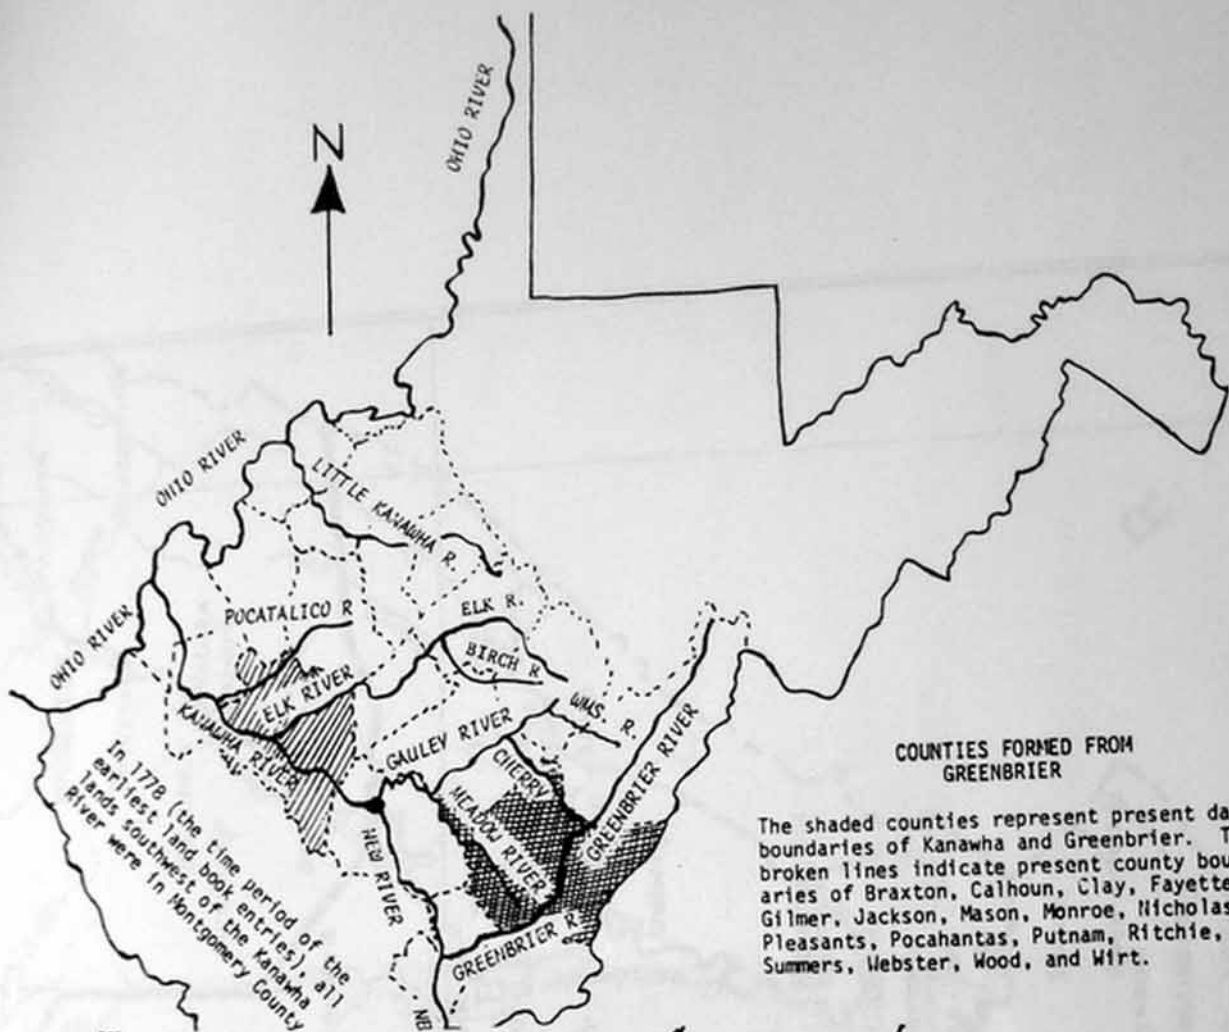 OHIO RIVER
N
OHIO RIVER
LITTLE KANAWHA R.
OHIO RIVER
POCATALICO R
ELK R.
BIRCH R
ELK RIVER
WMS. R.
KANAWHA RIVER
GAULEY RIVER
CHERRY
MEADOW RIVER
GREENBRIER RIVER
GREENBRIER RIVER
NEW RIVER
GREENBRIER R.
In 1778 (the time period of the
earliest land book entries), all
lands southwest of the Kanawha
River were in Montgomery County
COUNTIES FORMED FROM
GREENBRIER
The shaded counties represent present da
boundaries of Kanawha and Greenbrier. T
broken lines indicate present county bou
aries of Braxton, Calhoun, Clay, Fayette
Gilmer, Jackson, Mason, Monroe, Nicholas
Pleasants, Pocahantas, Putnam, Ritchie,
Summers, Webster, Wood, and Wirt.